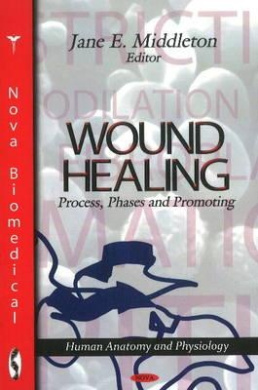 Jane E. Middleton
Editor
Nova Biomedical
WOUND
HEALING
Process, Phases and Promoting
Human Anatomy and Physiology
NOVA